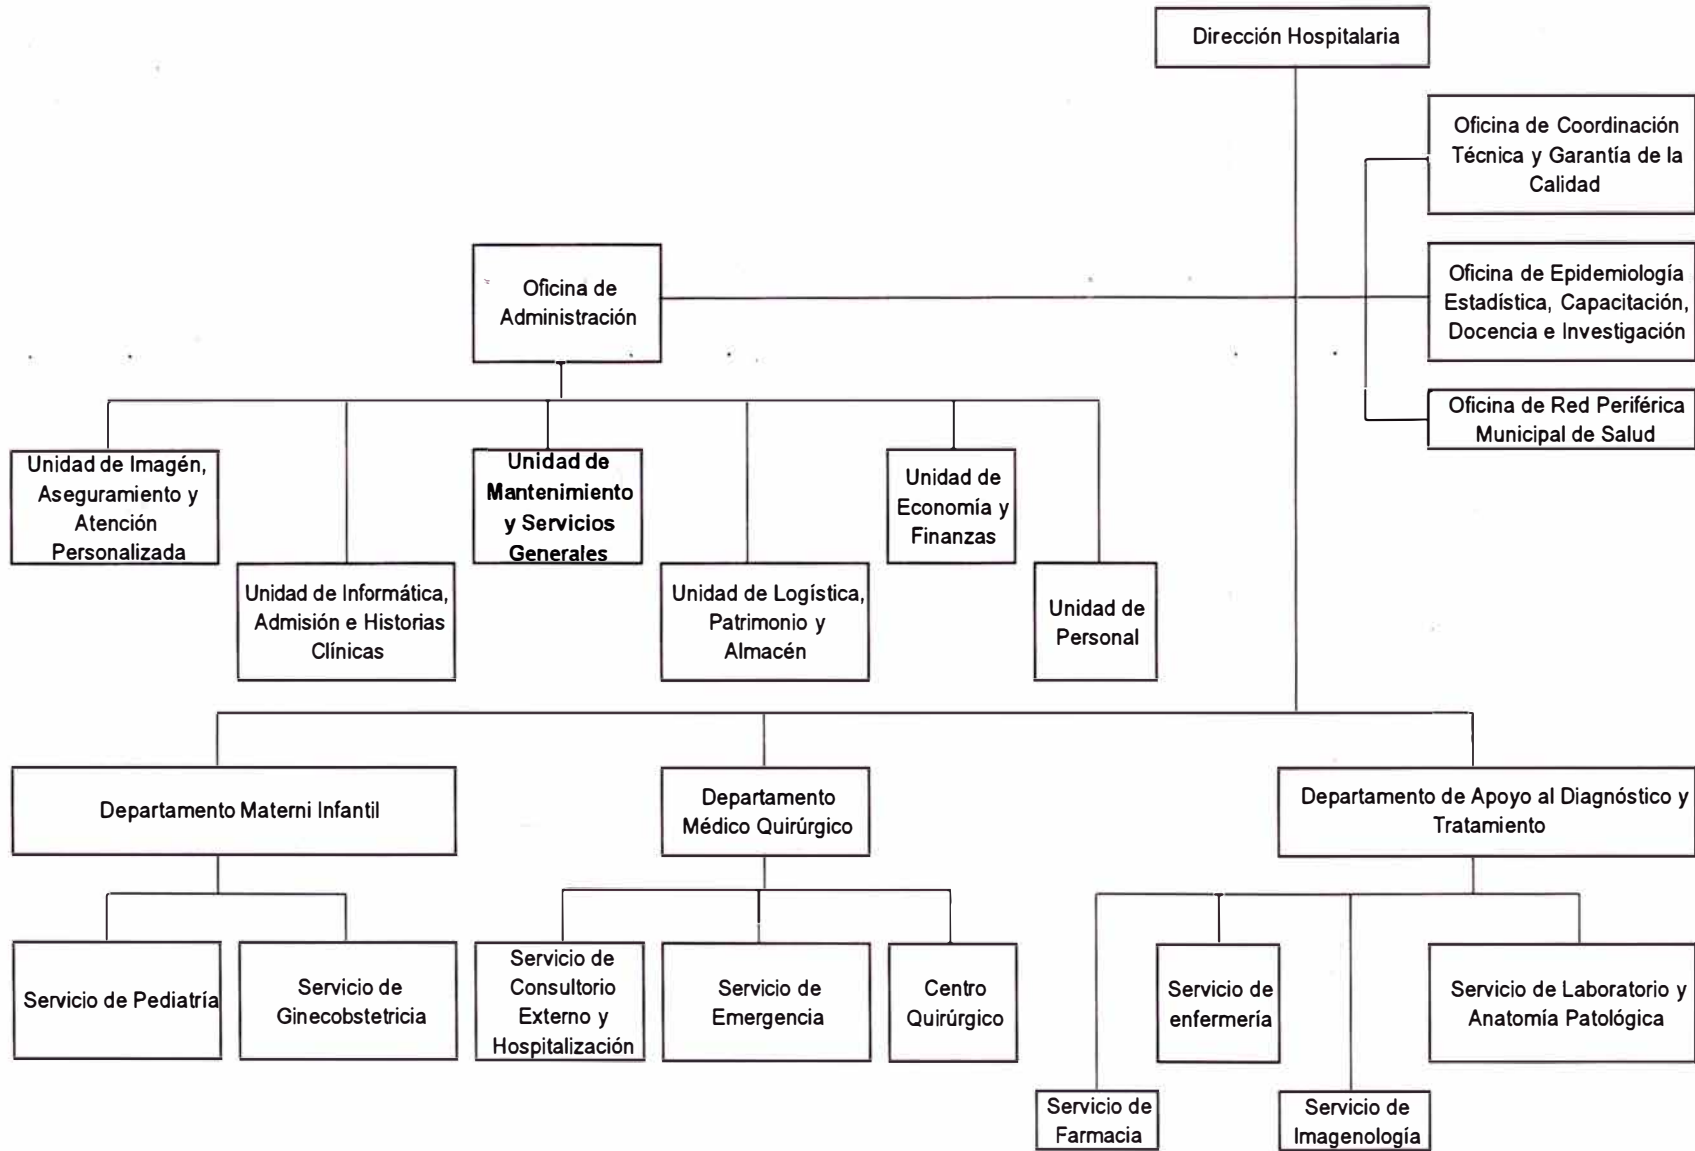 Dirección Hospitalaria
Oficina de Coordinación
Técnica y Garantía de la
Calidad
Oficina de
Administración
Oficina de Epidemiología
Estadística, Capacitación,
Docencia e Investigación
Oficina de Red Periférica
Municipal de Salud
Unidad de Imagén,
Aseguramiento y
Atención
Personalizada
Unidad de Informática,
Admisión e Historias
Clínicas
Unidad de
Mantenimiento
y Servicios
Generales
Unidad de Logística,
Patrimonio y
Almacén
Unidad de
Economía y
Finanzas
Unidad de
Personal
Departamento Materni Infantil
Departamento
Médico Quirúrgico
Departamento de Apoyo al Diagnóstico y
Tratamiento
Servicio de Pediatría
Servicio de
Ginecobstetricia
Servicio de
Consultorio
Externo y
Hospitalización
Servicio de
Emergencia
Centro
Quirúrgico
Servicio de
Farmacia
Servicio de
enfermería
Servicio de
Imagenología
Servicio de Laboratorio y
Anatomía Patológica